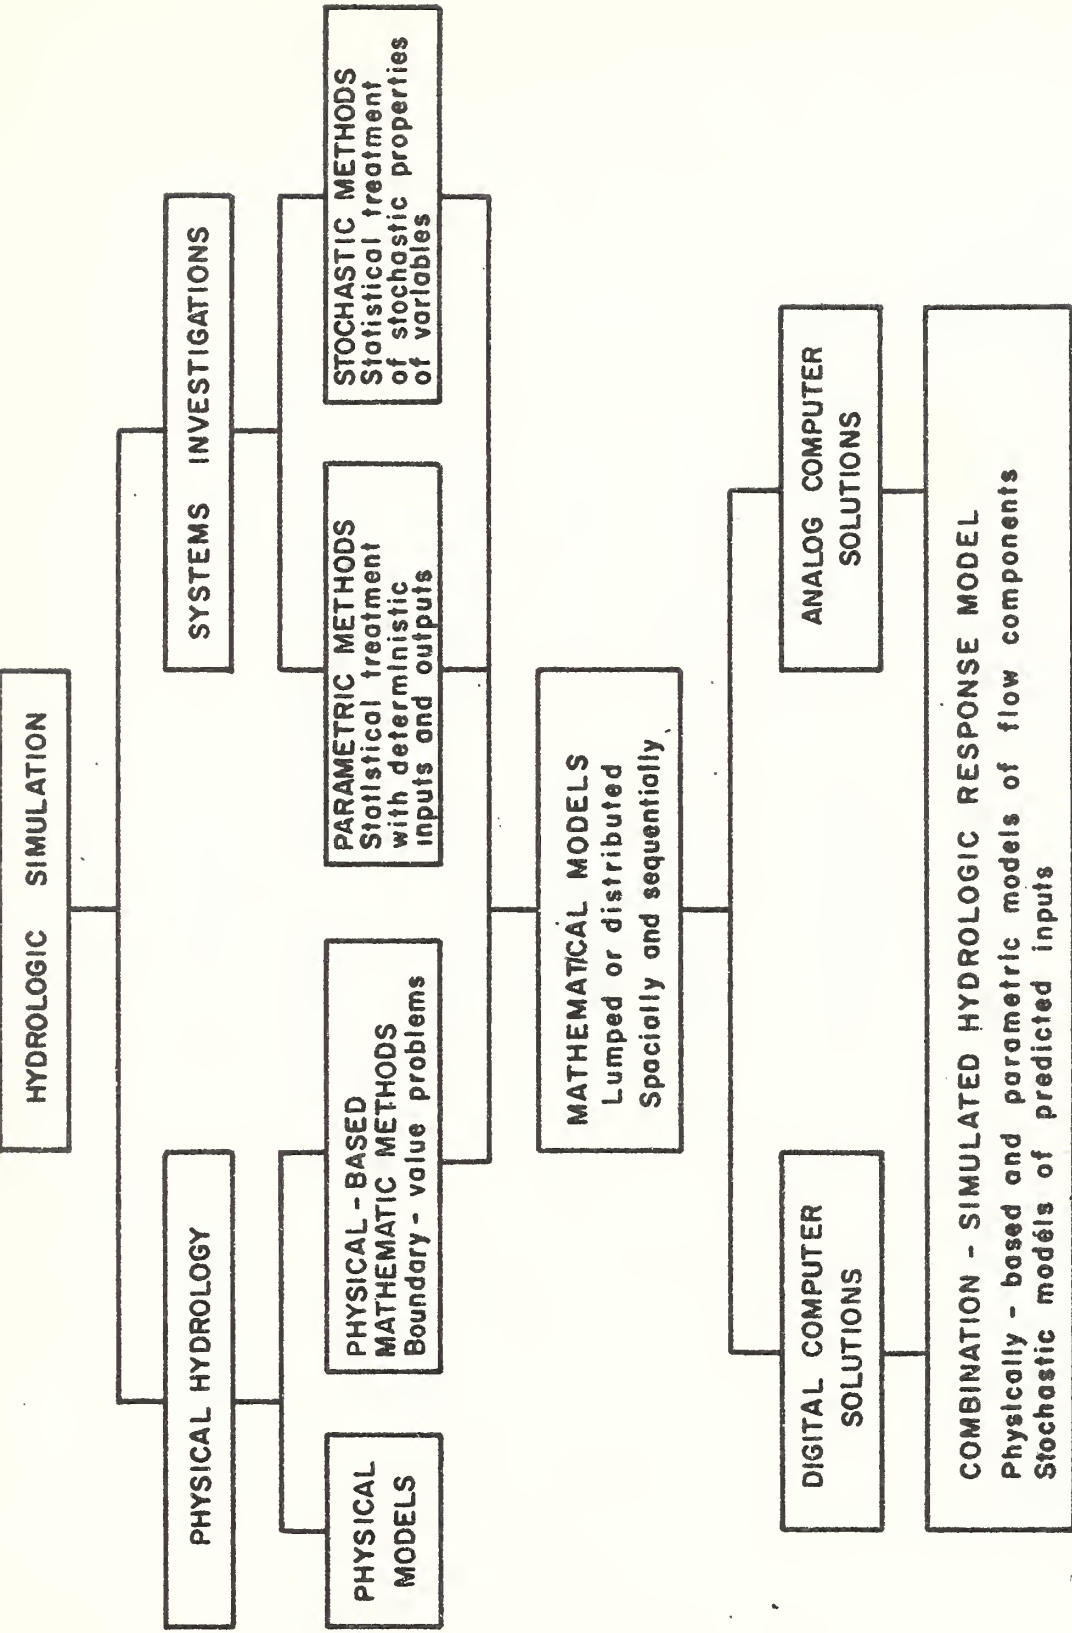 HYDROLOGIC SIMULATION
PHYSICAL HYDROLOGY
SYSTEMS INVESTIGATIONS
PHYSICAL
MODELS
PHYSICAL - BASED
MATHEMATIC METHODS
Boundary - value problems
PARAMETRIC METHODS
Statistical treatment
with deterministic
inputs and outputs
STOCHASTIC METHODS
Statistical treatment
of stochastic properties
of variables
MATHEMATICAL MODELS
Lumped or distributed
Spacially and sequentially
DIGITAL COMPUTER
SOLUTIONS
ANALOG COMPUTER
SOLUTIONS
COMBINATION - SIMULATED HYDROLOGIC RESPONSE MODEL
Physically - based and parametric models of flow components
Stochastic models of predicted inputs